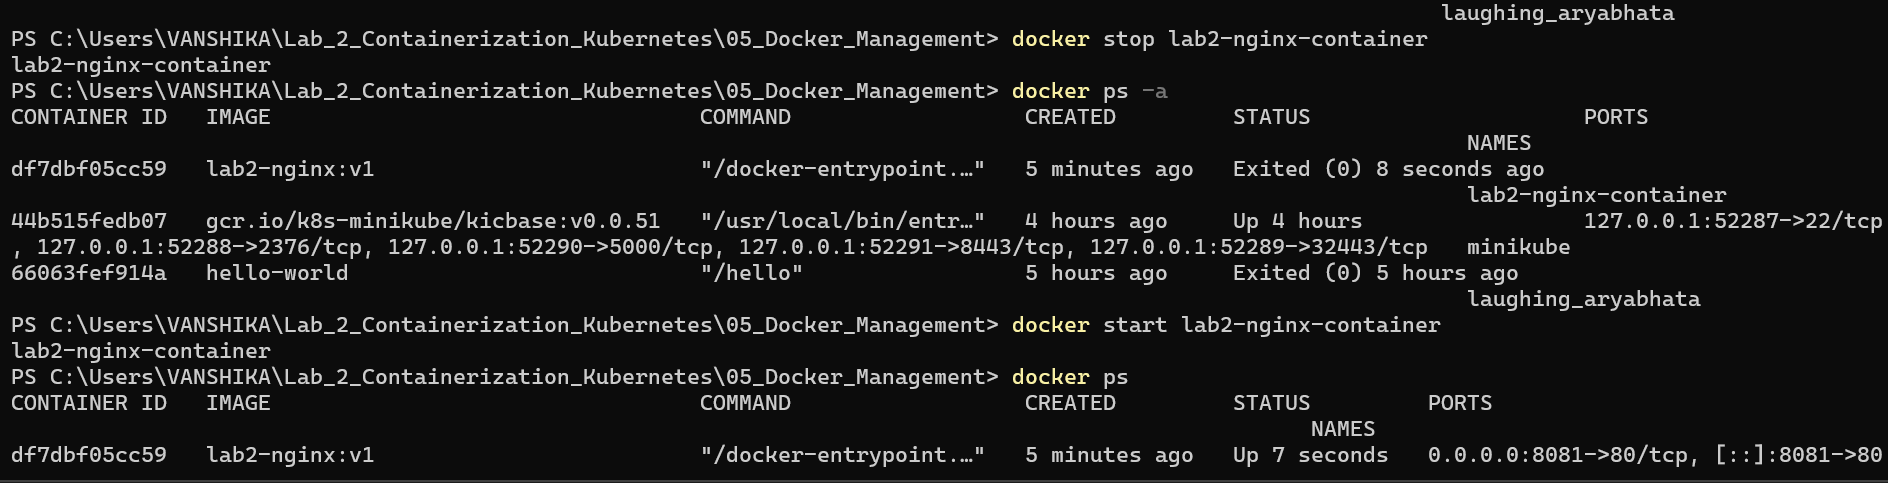 laughing_aryabhata
PS C:\Users\VANSHIKA\Lab_2_Containerization_Kubernetes\05_Docker_Management> docker stop lab2-nginx-container
lab2-nginx-container
PS C:\Users\VANSHIKA\Lab_2_Containerization_Kubernetes\05_Docker_Management> docker ps -a
CONTAINER ID   IMAGE                                 COMMAND                  CREATED         STATUS                     PORTS
NAMES
df7dbf05cc59   lab2-nginx:v1                         "/docker-entrypoint.…"   5 minutes ago   Exited (0) 8 seconds ago
lab2-nginx-container
44b515fedb07   gcr.io/k8s-minikube/kicbase:v0.0.51   "/usr/local/bin/entr…"   4 hours ago     Up 4 hours                 127.0.0.1:52287->22/tcp
, 127.0.0.1:52288->2376/tcp, 127.0.0.1:52290->5000/tcp, 127.0.0.1:52291->8443/tcp, 127.0.0.1:52289->32443/tcp   minikube
66063fef914a   hello-world                           "/hello"                 5 hours ago     Exited (0) 5 hours ago
laughing_aryabhata
PS C:\Users\VANSHIKA\Lab_2_Containerization_Kubernetes\05_Docker_Management> docker start lab2-nginx-container
lab2-nginx-container
PS C:\Users\VANSHIKA\Lab_2_Containerization_Kubernetes\05_Docker_Management> docker ps
CONTAINER ID   IMAGE                                 COMMAND                  CREATED         STATUS         PORTS
NAMES
df7dbf05cc59   lab2-nginx:v1                         "/docker-entrypoint.…"   5 minutes ago   Up 7 seconds   0.0.0.0:8081->80/tcp, [::]:8081->80